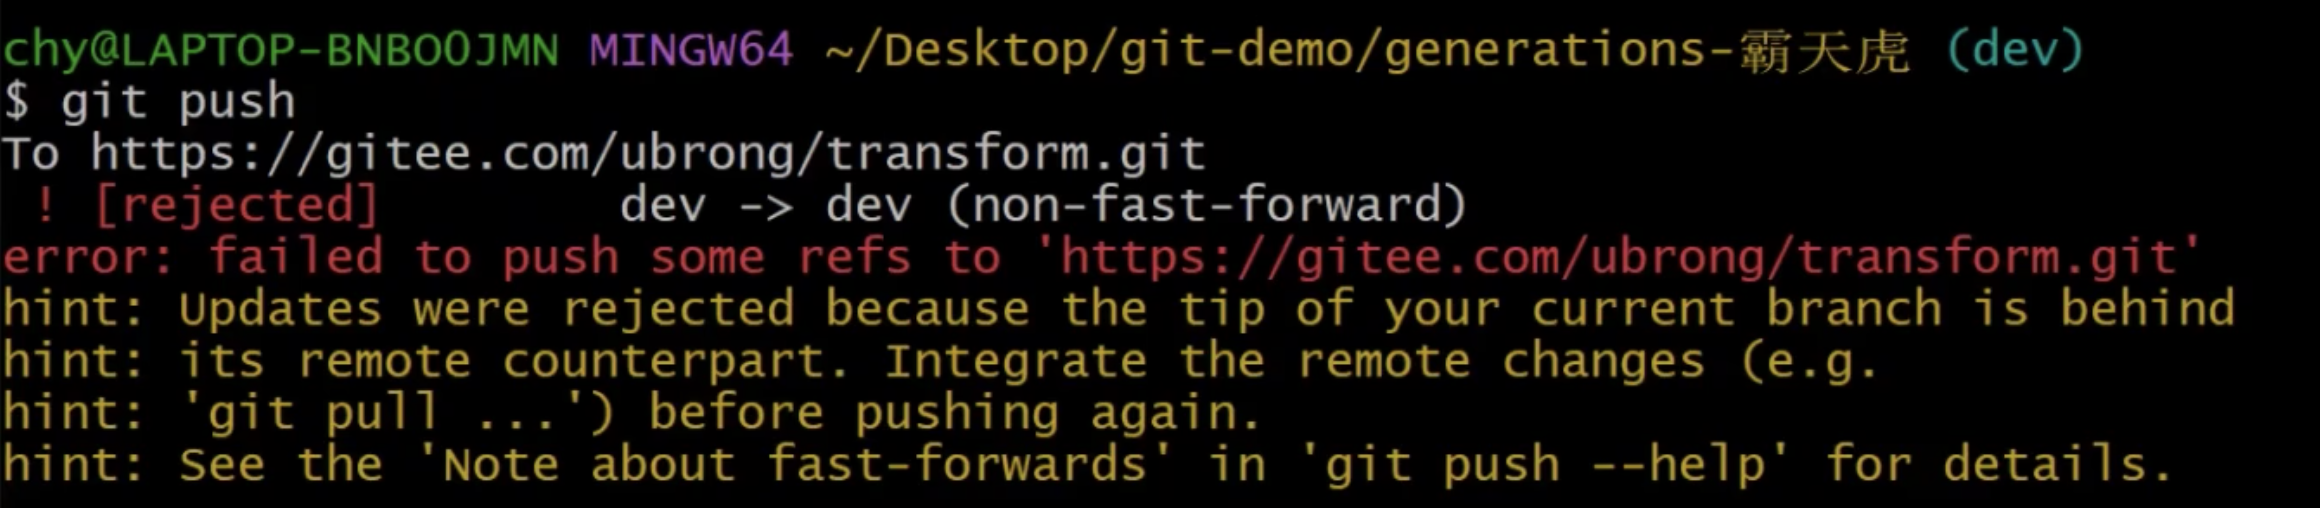 chy@LAPTOP-BNBO0JMN MINGW64 ~/Desktop/git-demo/generations-霸天虎 (dev)
$ git push
To https://gitee.com/ubrong/transform.git
 ! [rejected]        dev -> dev (non-fast-forward)
error: failed to push some refs to 'https://gitee.com/ubrong/transform.git'
hint: Updates were rejected because the tip of your current branch is behind
hint: its remote counterpart. Integrate the remote changes (e.g.
hint: 'git pull ...') before pushing again.
hint: See the 'Note about fast-forwards' in 'git push --help' for details.